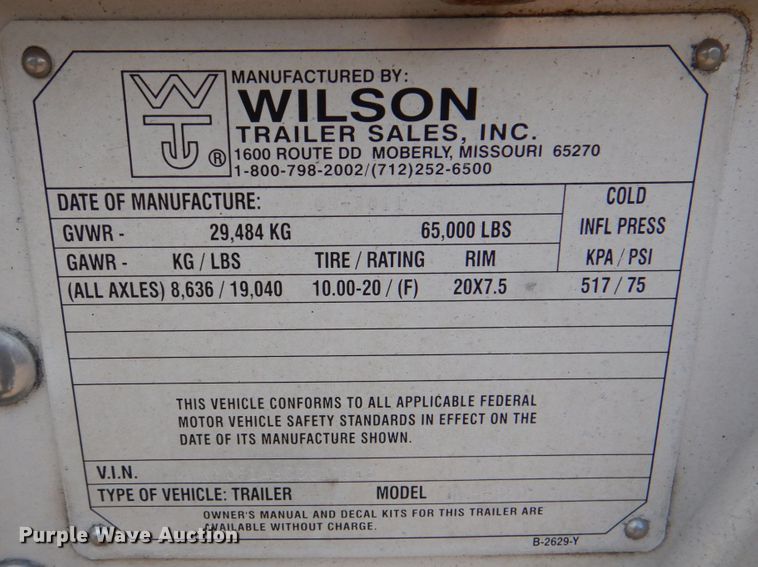 MANUFACTURED BY:
WILSON
TRAILER SALES, INC.
1600 ROUTE DD MOBERLY, MISSOURI 65270
1-800-798-2002/(712)252-6500
WT ®
DATE OF MANUFACTURE:
COLD
GVWR - 29,484 KG 65,000 LBS INFL PRESS
GAWR - KG / LBS TIRE / RATING RIM KPA / PSI
(ALL AXLES) 8,636 / 19,040 10.00-20 / (F) 20X7.5 517 / 75
THIS VEHICLE CONFORMS TO ALL APPLICABLE FEDERAL
MOTOR VEHICLE SAFETY STANDARDS IN EFFECT ON THE
DATE OF ITS MANUFACTURE SHOWN.
V.I.N.
TYPE OF VEHICLE: TRAILER MODEL
OWNER'S MANUAL AND DECAL KITS FOR THIS TRAILER ARE
AVAILABLE WITHOUT CHARGE.
B-2629-Y
Purple Wave Auction